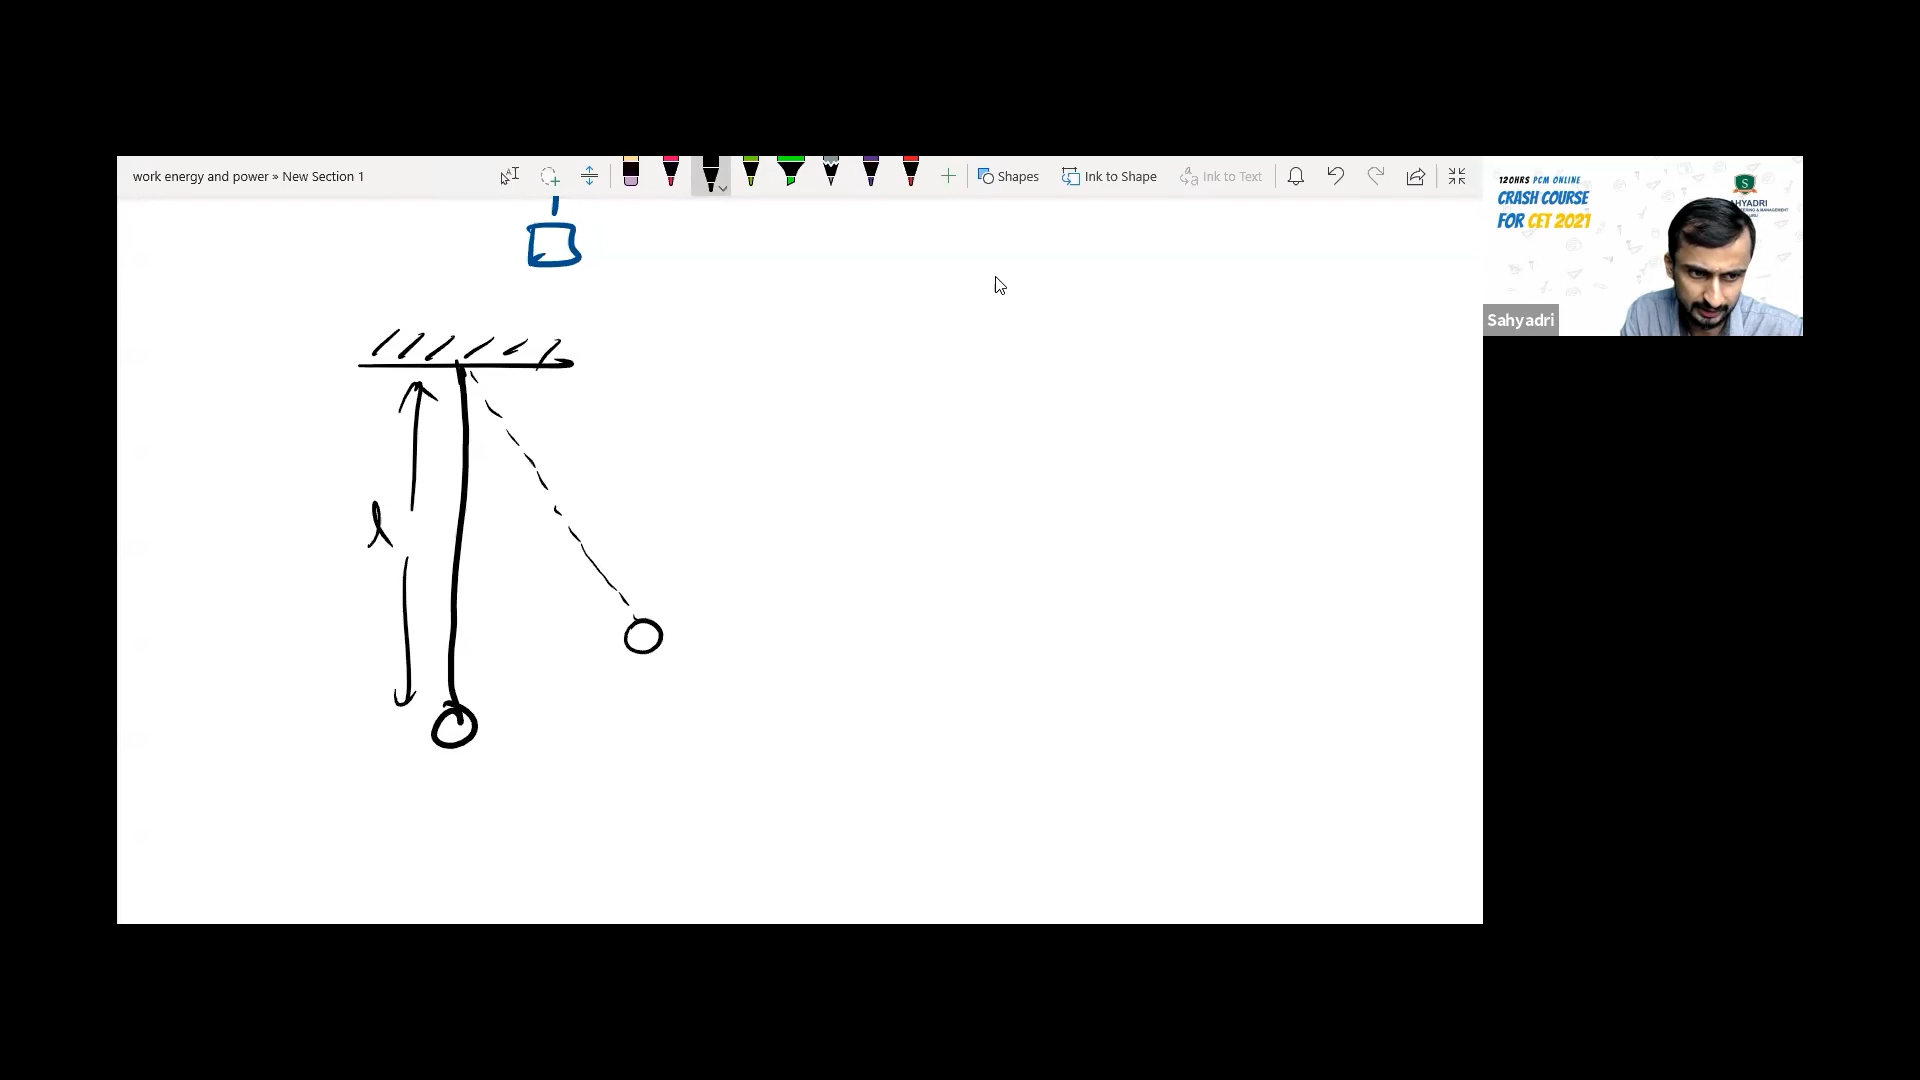 work energy and power » New Section 1
Shapes
Ink to Shape
Ink to Text
l
120HRS PCM ONLINE
CRASH COURSE
FOR CET 2021
S
Sahyadri